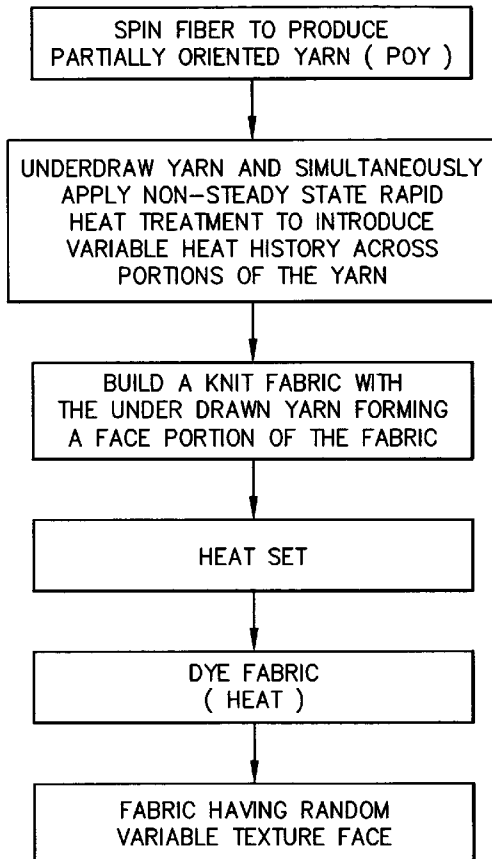 SPIN FIBER TO PRODUCE
PARTIALLY ORIENTED YARN ( POY )
UNDERDRAW YARN AND SIMULTANEOUSLY
APPLY NON-STEADY STATE RAPID
HEAT TREATMENT TO INTRODUCE
VARIABLE HEAT HISTORY ACROSS
PORTIONS OF THE YARN
BUILD A KNIT FABRIC WITH
THE UNDER DRAWN YARN FORMING
A FACE PORTION OF THE FABRIC
HEAT SET
DYE FABRIC
( HEAT )
FABRIC HAVING RANDOM
VARIABLE TEXTURE FACE